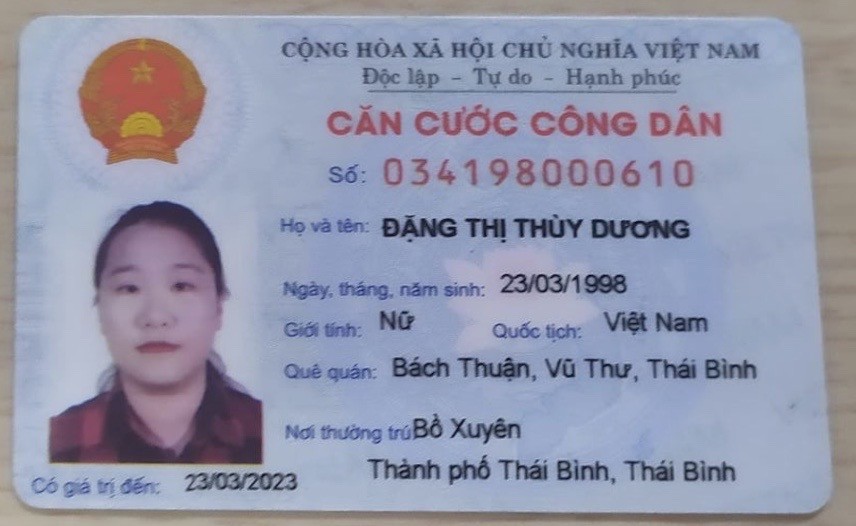 CỘNG HÒA XÃ HỘI CHỦ NGHĨA VIỆT NAM
Độc lập - Tự do - Hạnh phúc
CĂN CƯỚC CÔNG DÂN
Số: 034198000610
Họ và tên: ĐẶNG THỊ THÙY DƯƠNG
Ngày, tháng, năm sinh: 23/03/1998
Giới tính: Nữ Quốc tịch: Việt Nam
Quê quán: Bách Thuận, Vũ Thư, Thái Bình
Nơi thường trú Bồ Xuyên
Thành phố Thái Bình, Thái Bình
Có giá trị đến: 23/03/2023